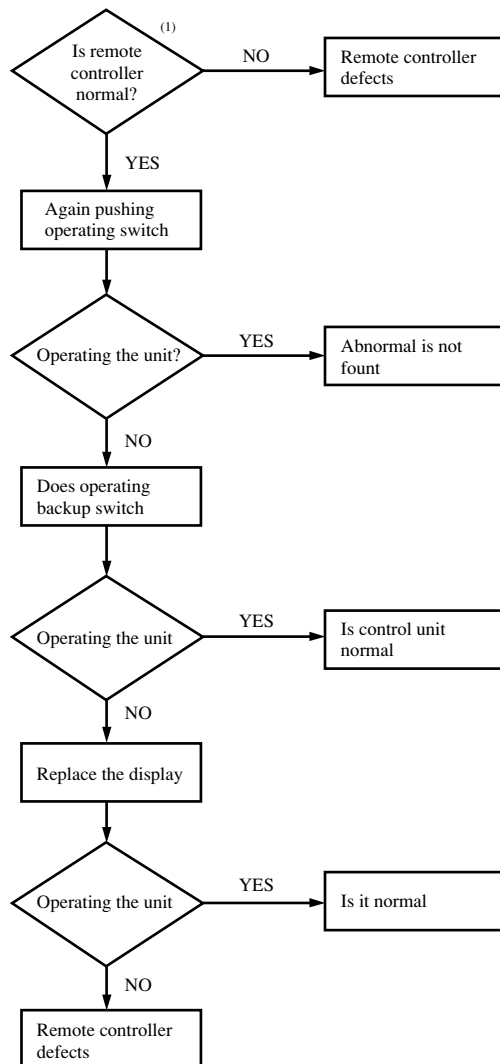 (1)
Is remote
controller
normal?
NO
Remote controller
defects
YES
Again pushing
operating switch
Operating the unit?
YES
Abnormal is not
fount
NO
Does operating
backup switch
Operating the unit
YES
Is control unit
normal
NO
Replace the display
Operating the unit
YES
Is it normal
NO
Remote controller
defects